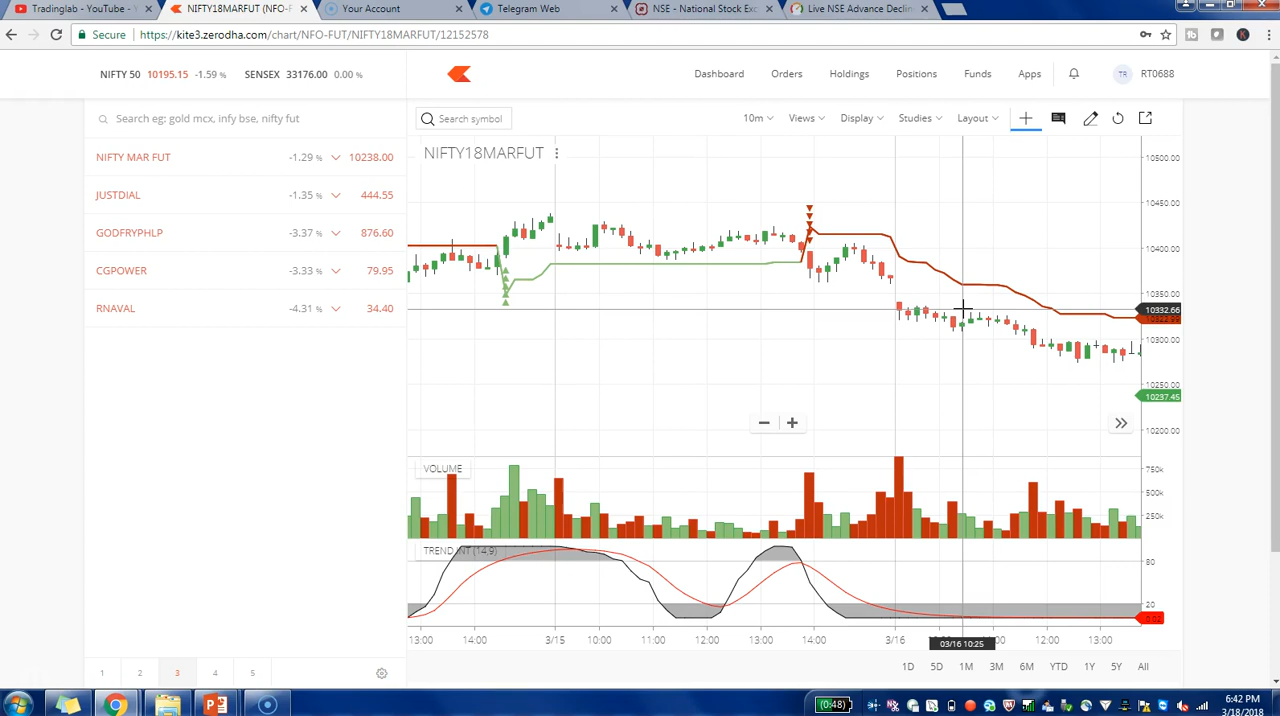 Tradinglab - YouTube - Y
NIFTY18MARFUT (NFO-F
Your Account
Telegram Web
NSE - National Stock Exc
Live NSE Advance Declin
Secure
https://kite3.zerodha.com/chart/NFO-FUT/NIFTY18MARFUT/12152578
NIFTY 50 10195.15 -1.59 % SENSEX 33176.00 0.00 %
Dashboard Orders Holdings Positions Funds Apps TR RT0688
Search eg: gold mcx, infy bse, nifty fut
Search symbol
10m Views Display Studies Layout
NIFTY MAR FUT -1.29 % 10238.00
JUSTDIAL -1.35 % 444.55
GODFRYPHLP -3.37 % 876.60
CGPOWER -3.33 % 79.95
RNAVAL -4.31 % 34.40
NIFTY18MARFUT
10500.00
10450.00
10400.00
10350.00
10332.66
10300.00
10250.00
10237.45
10200.00
VOLUME
750k
500k
250k
TREND INT (14,9)
80
20
13:00 14:00 3/15 10:00 11:00 12:00 13:00 14:00 3/16 12:00 13:00
03/16 10:25
1D 5D 1M 3M 6M YTD 1Y 5Y All
1 2 3 4 5
(0:48)
6:42 PM
3/18/2018